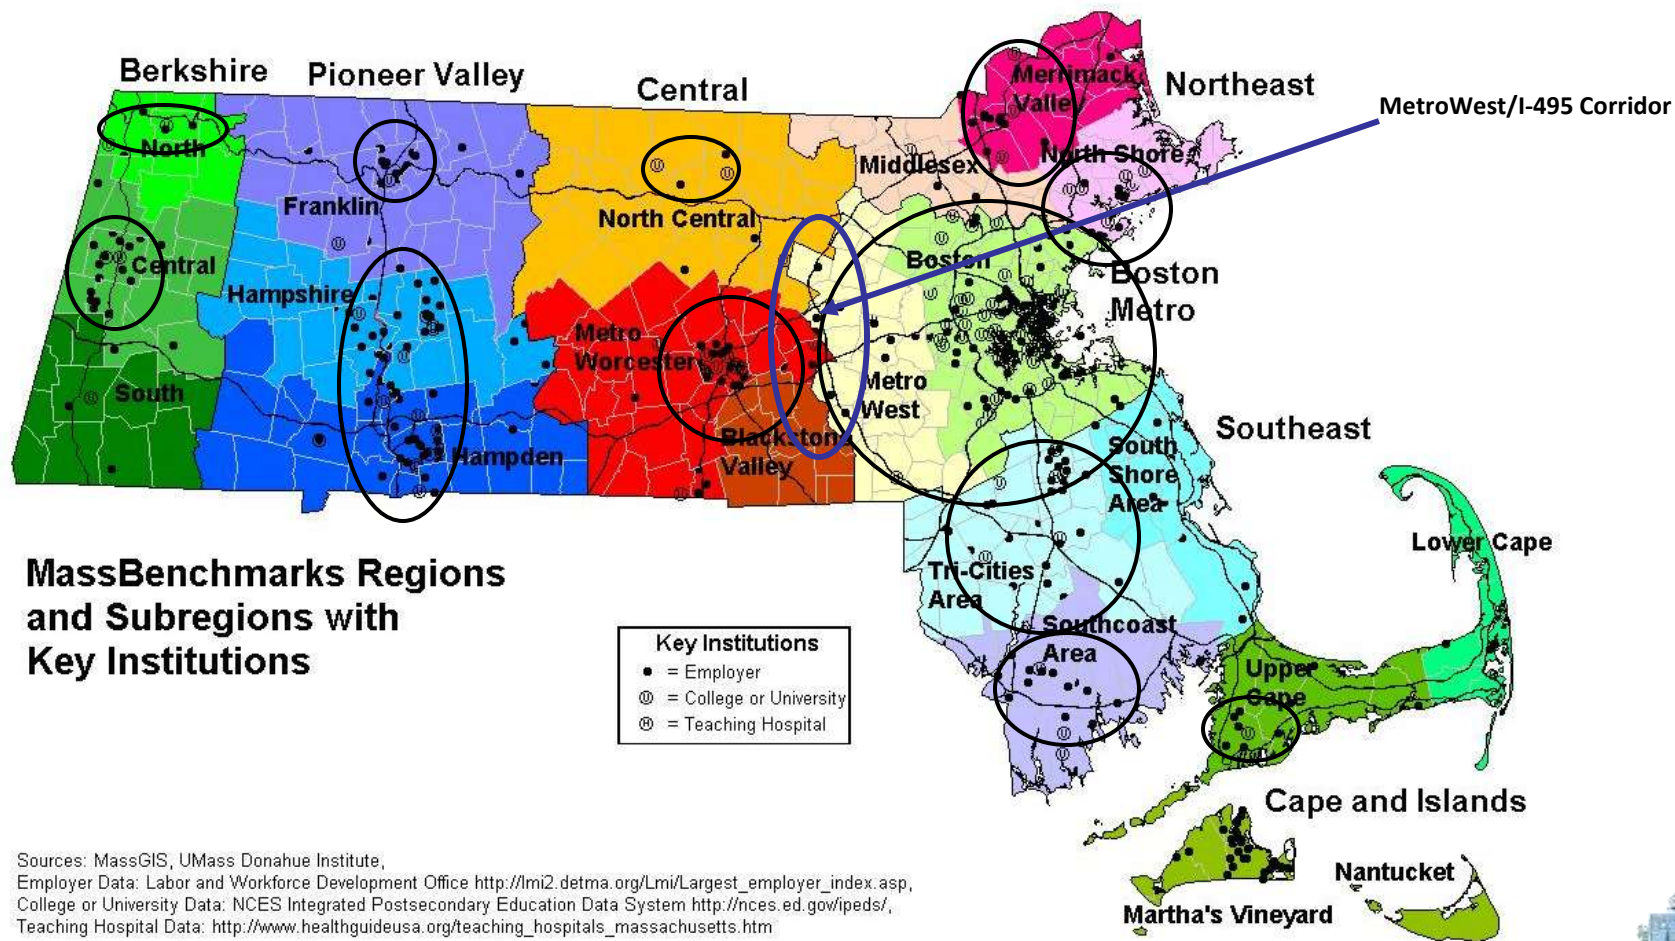 Berkshire
Pioneer Valley
Central
Northeast
MetroWest/I-495 Corridor
Merrimack
Valley
North
Middlesex
North Shore
Franklin
North Central
Central
Boston
Boston
Metro
Hampshire
Metro
Worcester
South
Metro
West
Blackstone
Valley
Hampden
Southeast
South
Shore
Area
Lower Cape
MassBenchmarks Regions
and Subregions with
Key Institutions
Tri-Cities
Area
Southcoast
Area
Upper
Cape
Key Institutions
= Employer
U = College or University
H = Teaching Hospital
Cape and Islands
Nantucket
Martha's Vineyard
Sources: MassGIS, UMass Donahue Institute,
Employer Data: Labor and Workforce Development Office http://lmi2.detma.org/Lmi/Largest_employer_index.asp,
College or University Data: NCES Integrated Postsecondary Education Data System http://nces.ed.gov/ipeds/,
Teaching Hospital Data: http://www.healthguideusa.org/teaching_hospitals_massachusetts.htm